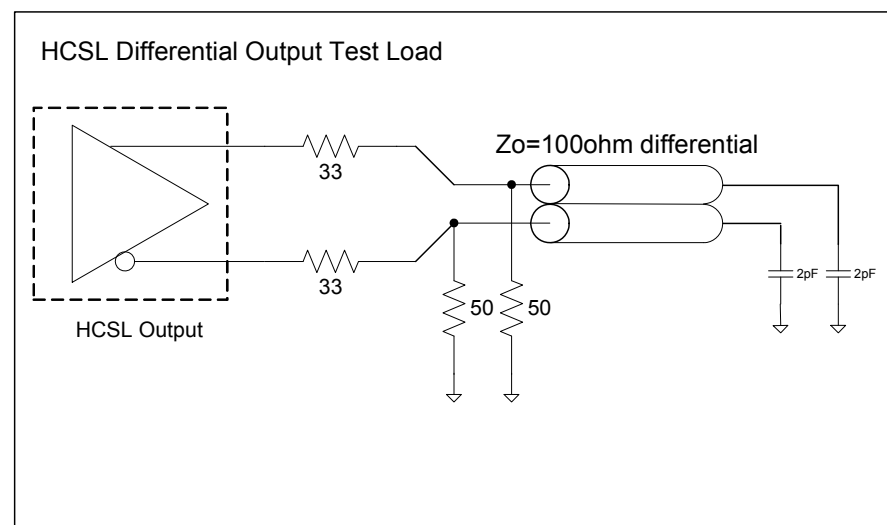 HCSL Differential Output Test Load
Zo=100ohm differential
33
33
2pF
2pF
50
50
HCSL Output